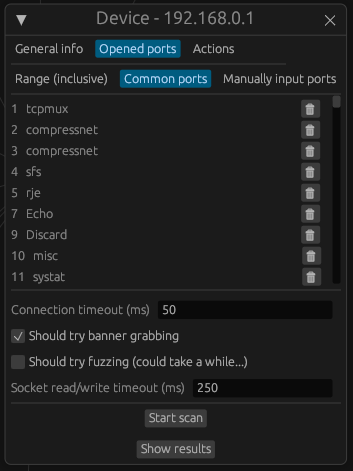 Device - 192.168.0.1
General info Opened ports Actions
Range (inclusive) Common ports Manually input ports
1 tcpmux
2 compressnet
3 compressnet
4 sfs
5 rje
7 Echo
9 Discard
10 misc
11 systat
Connection timeout (ms) 50
Should try banner grabbing
Should try fuzzing (could take a while...)
Socket read/write timeout (ms) 250
Start scan
Show results